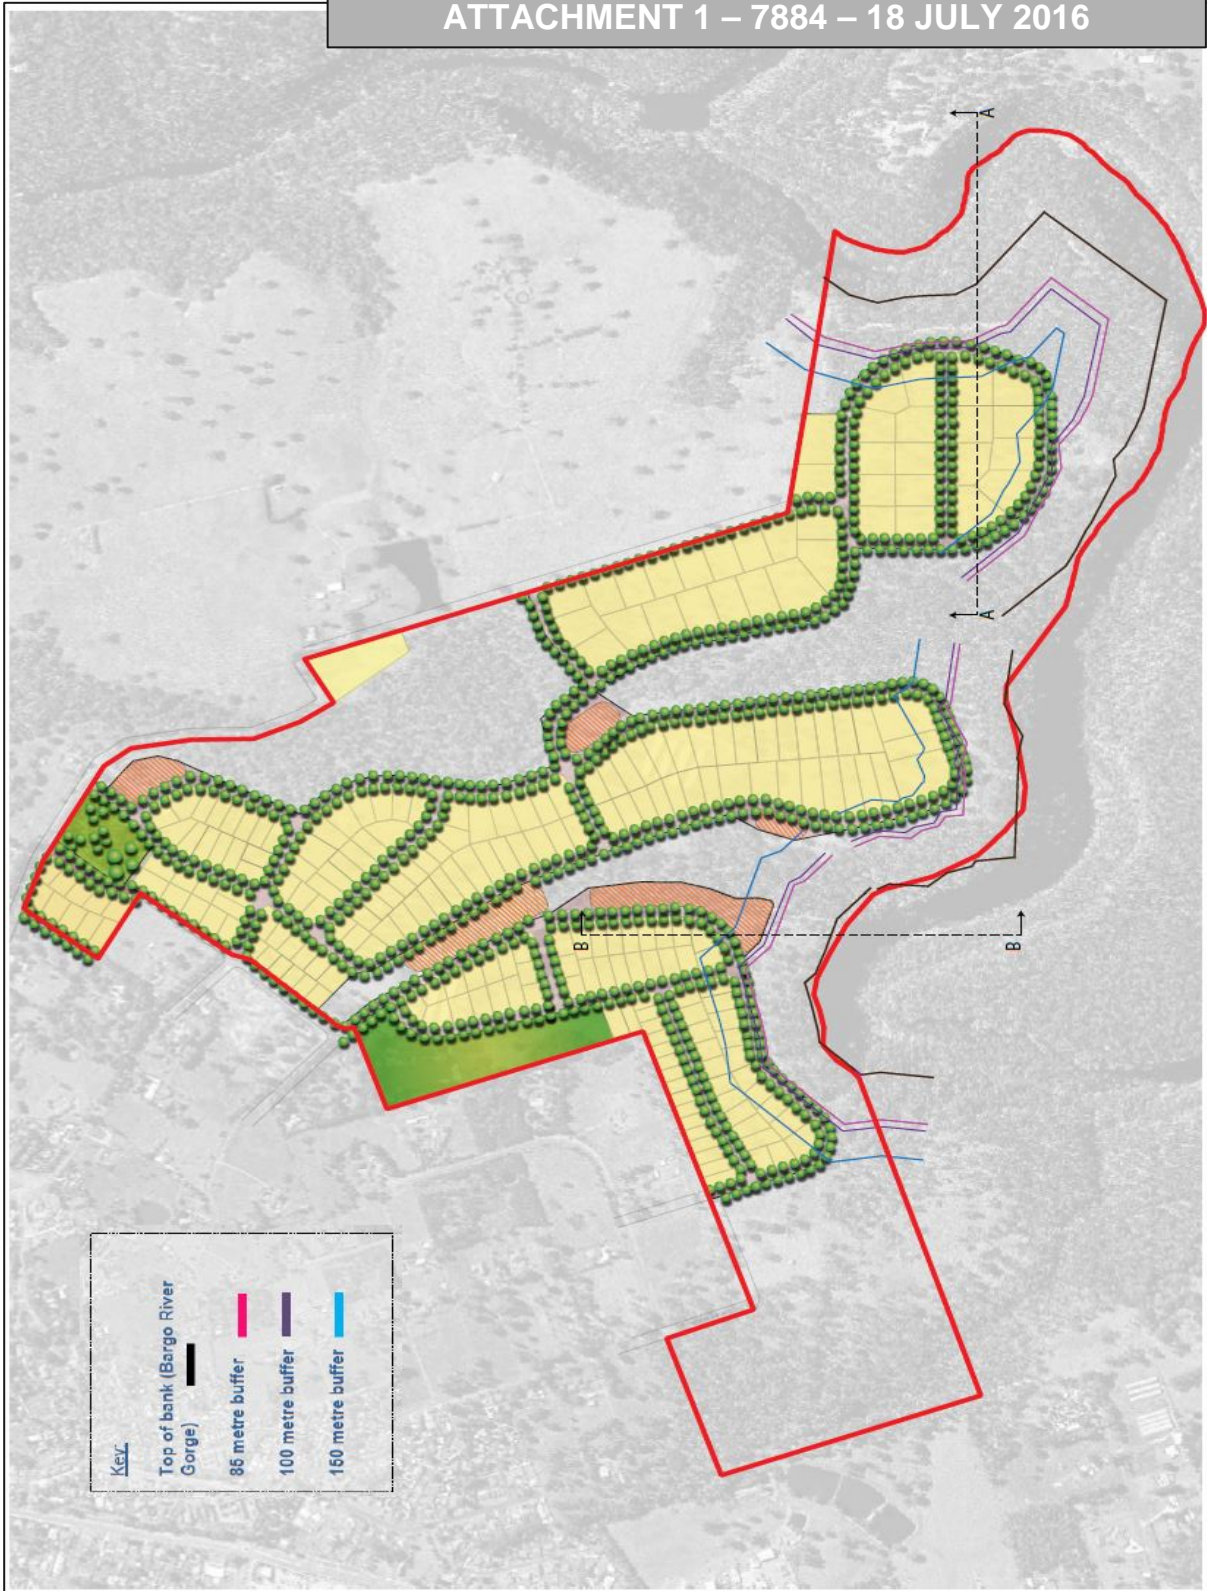 ATTACHMENT 1 – 7884 – 18 JULY 2016
A
A
B
B
Key:
Top of bank (Bargo River
Gorge)
85 metre buffer
100 metre buffer
150 metre buffer